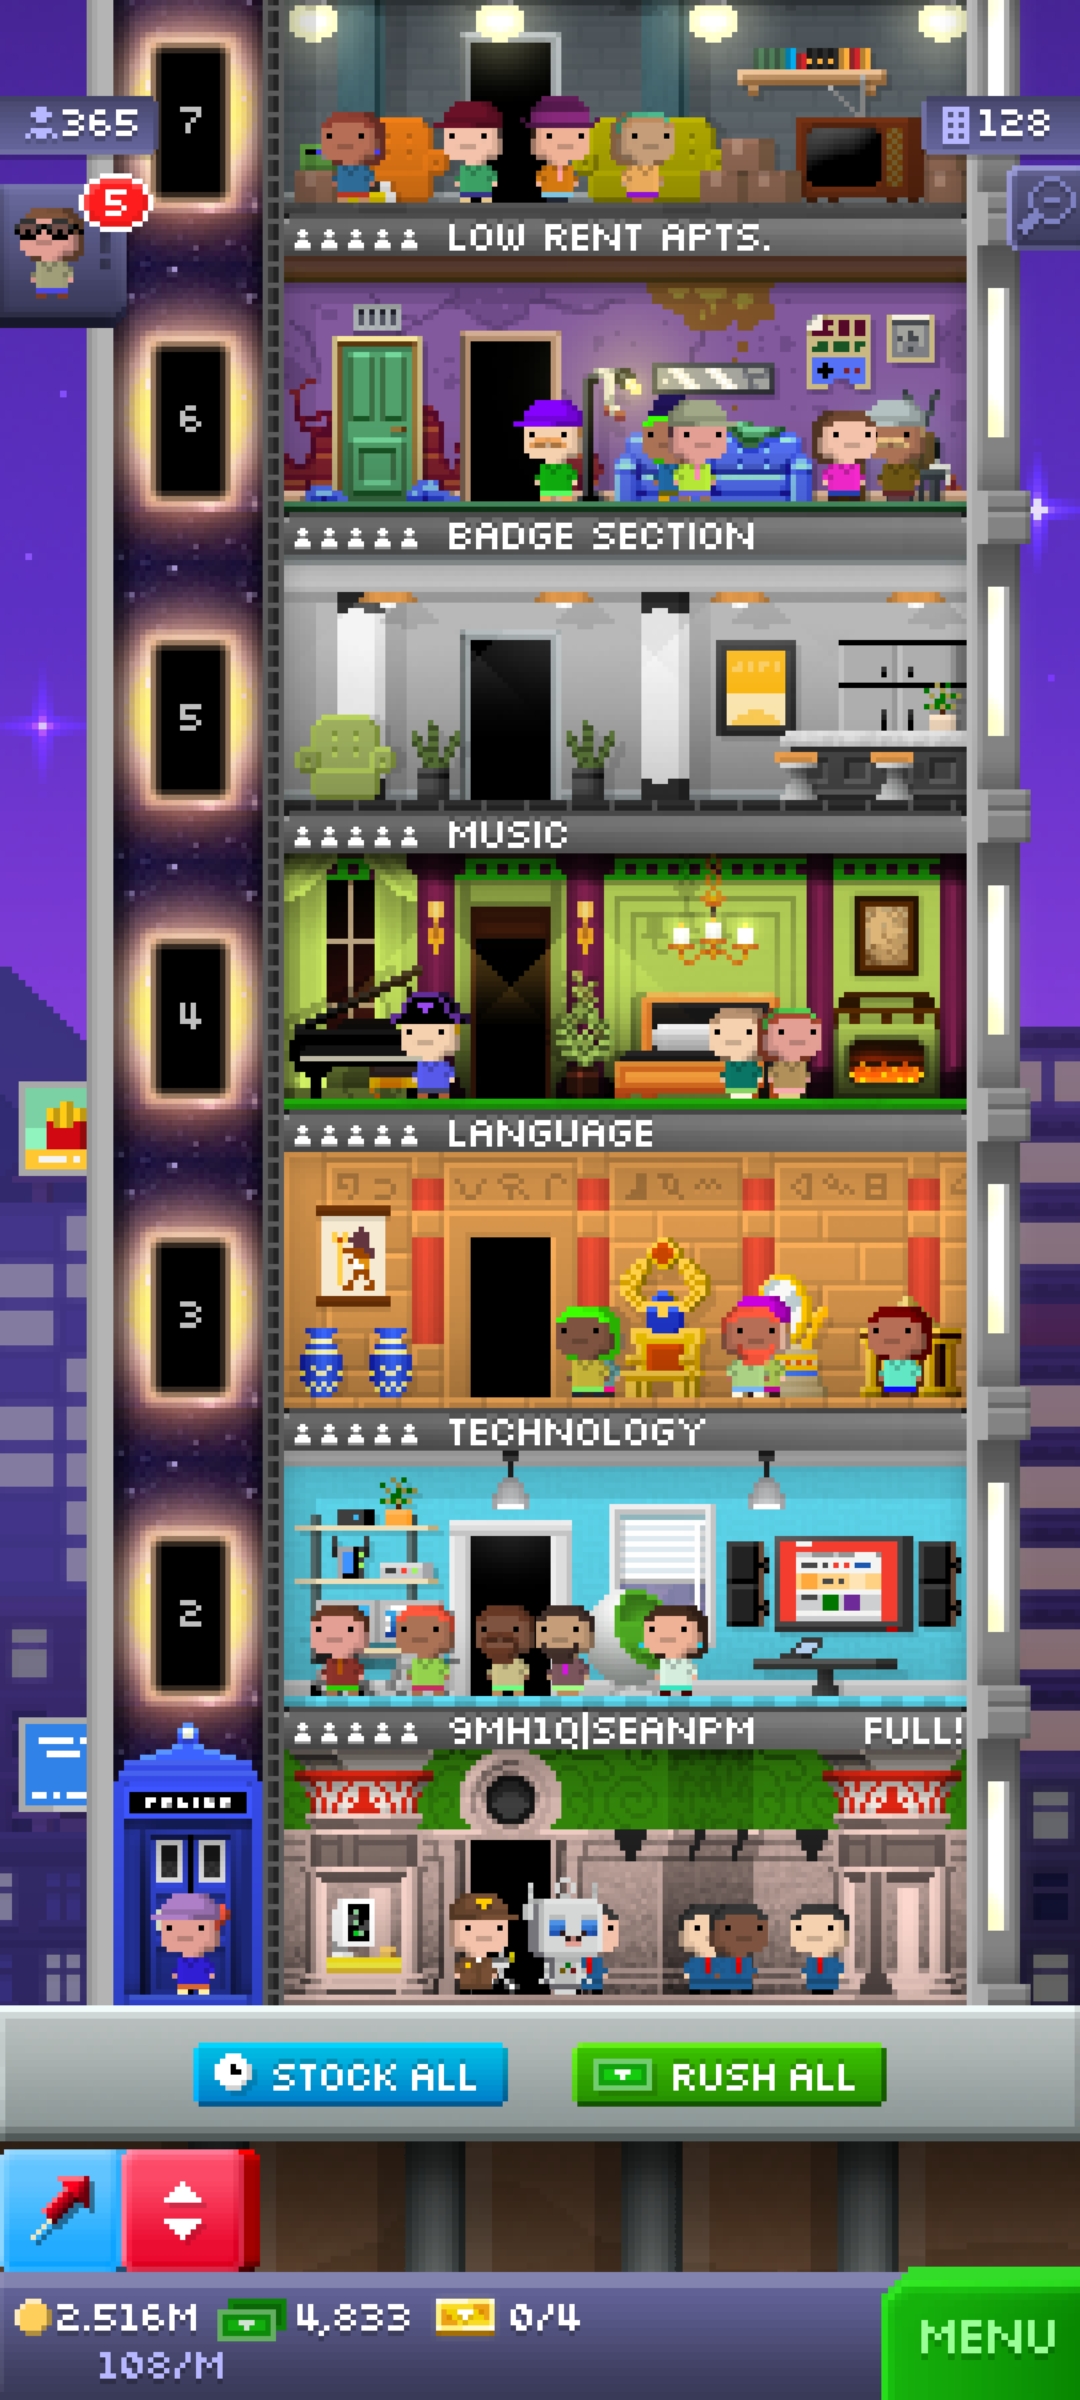 7
365
128
5
LOW RENT APTS.
6
BADGE SECTION
5
MUSIC
4
LANGUAGE
3
TECHNOLOGY
2
9MH1Q|SEANPM FULL!
POLICE
STOCK ALL RUSH ALL
2.516M 4,833 0/4
108/M
MENU